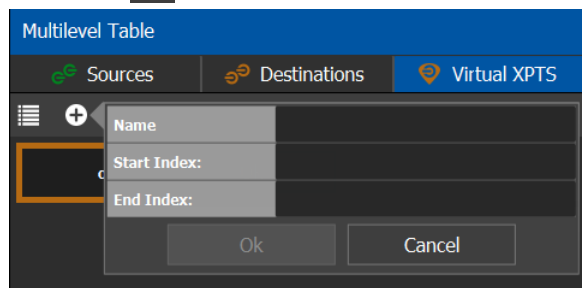 Multilevel Table
Sources Destinations Virtual XPTS
Name
Start Index:
End Index:
Ok Cancel